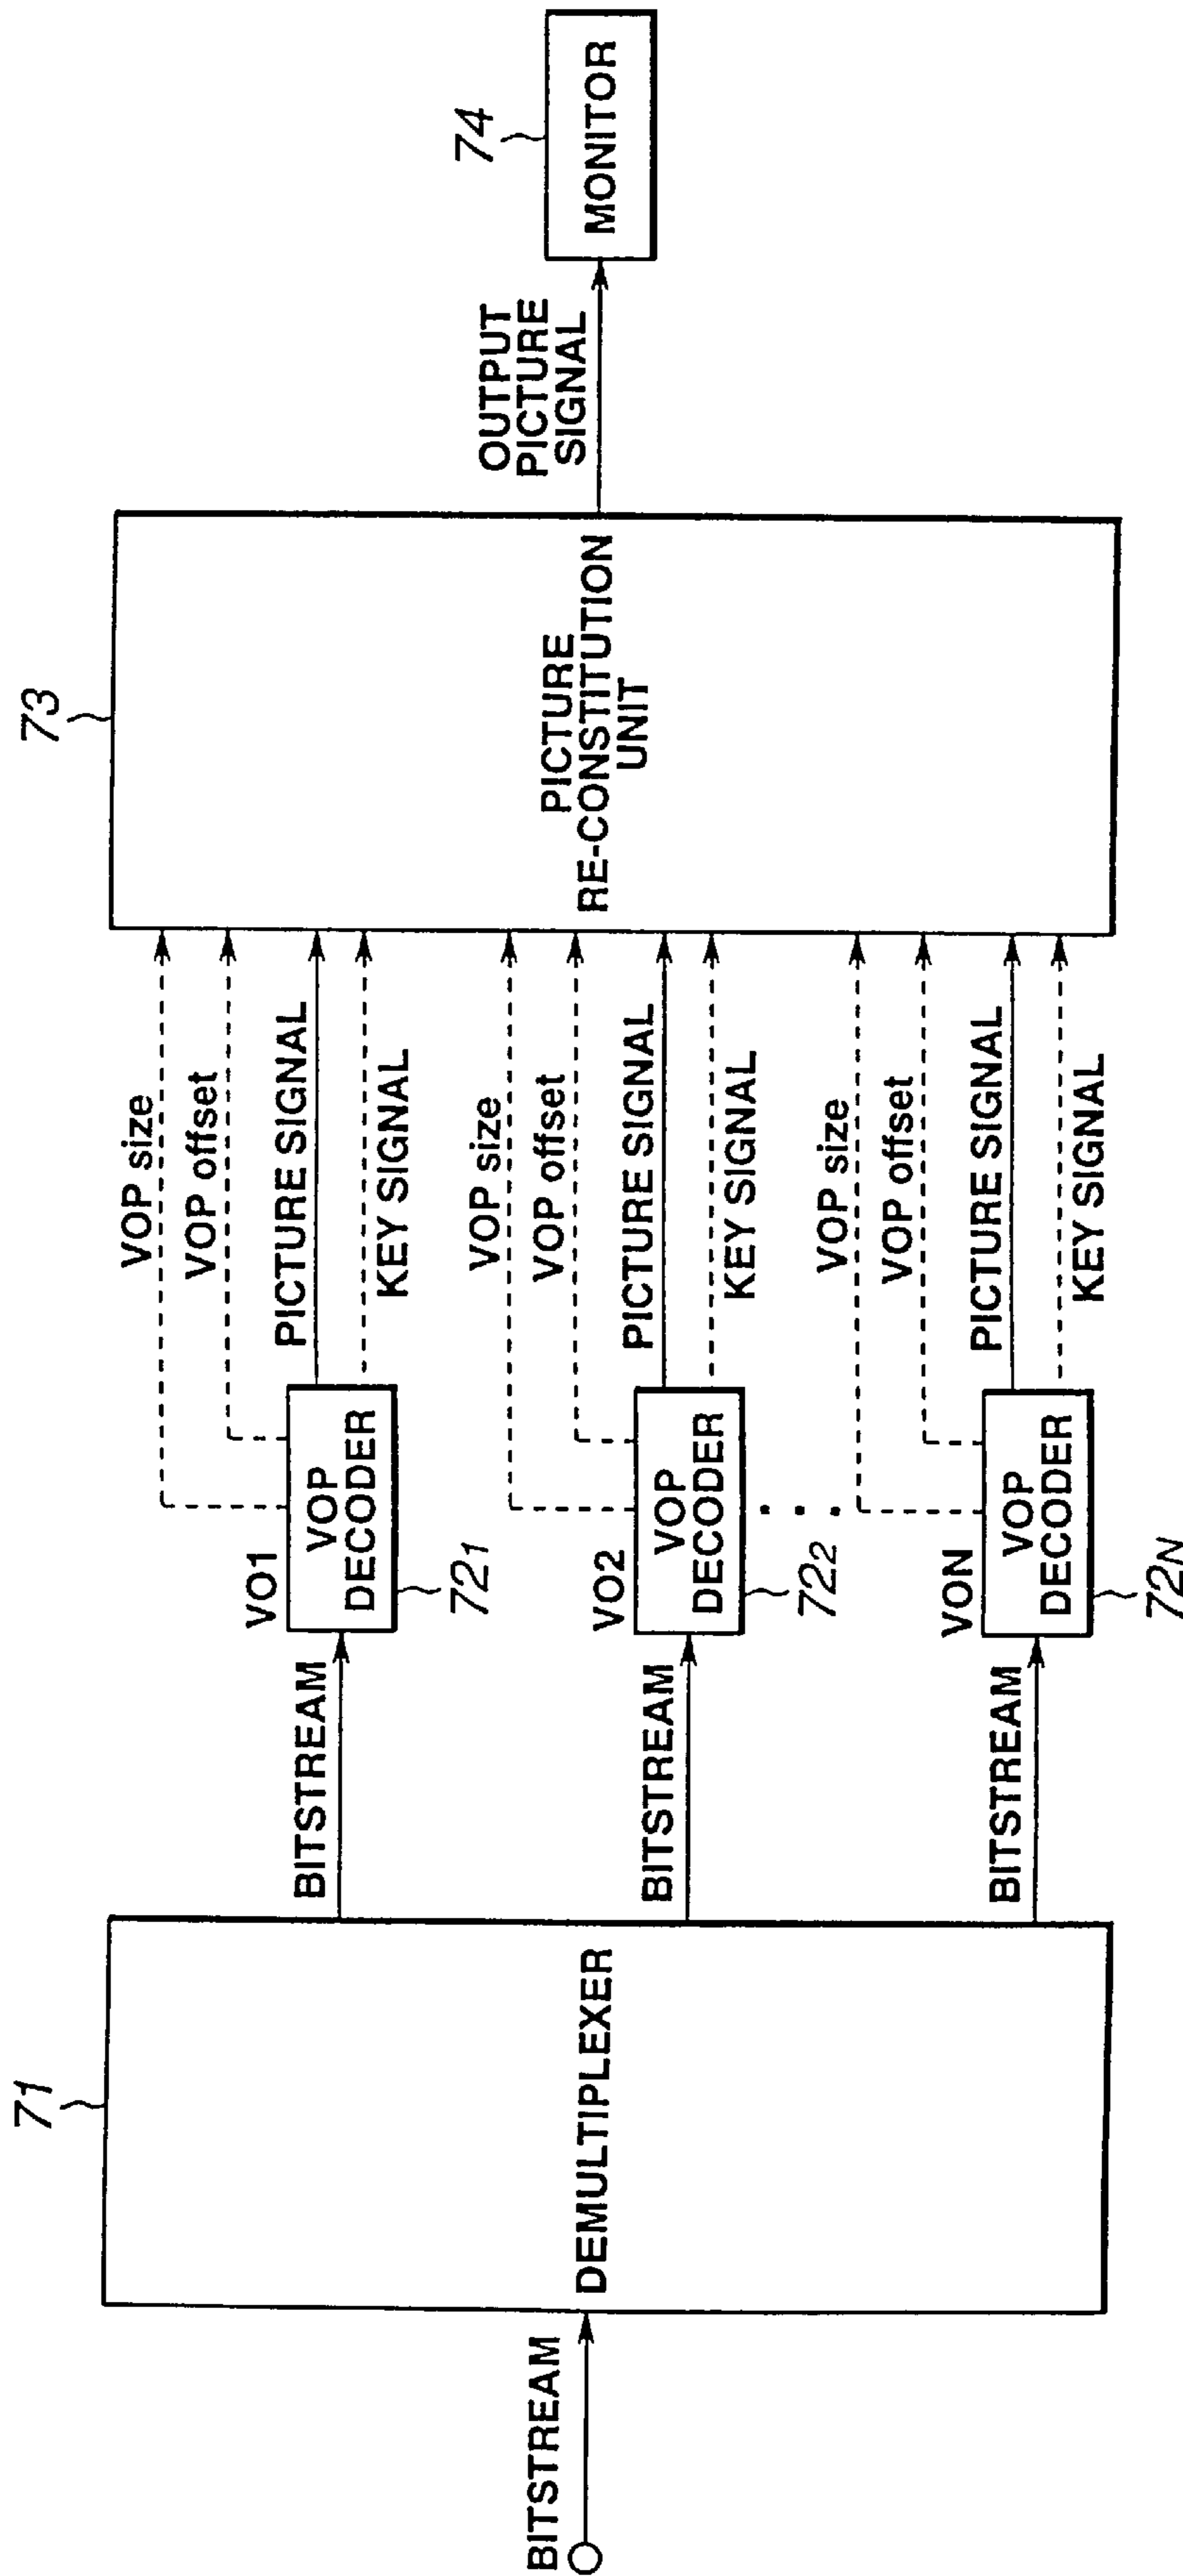 BITSTREAM
71
DEMULTIPLEXER
BITSTREAM
VO1
VOP
DECODER
72₁
VOP size
VOP offset
PICTURE SIGNAL
KEY SIGNAL
BITSTREAM
VO2
VOP
DECODER
72₂
VOP size
VOP offset
PICTURE SIGNAL
KEY SIGNAL
. . .
BITSTREAM
VON
VOP
DECODER
72N
VOP size
VOP offset
PICTURE SIGNAL
KEY SIGNAL
73
PICTURE
RE-CONSTITUTION
UNIT
OUTPUT
PICTURE
SIGNAL
74
MONITOR